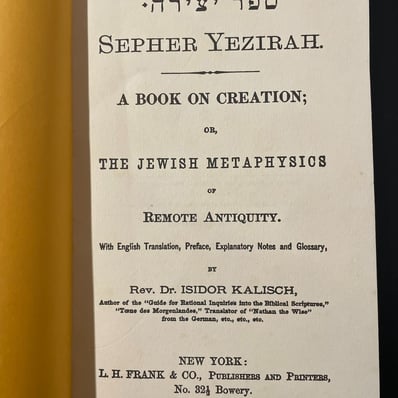 ספר יצירה.
SEPHER YEZIRAH.
A BOOK ON CREATION;
OR,
THE JEWISH METAPHYSICS
OF
REMOTE ANTIQUITY.
With English Translation, Preface, Explanatory Notes and Glossary,
BY
REV. DR. ISIDOR KALISCH,
Author of the "Guide for Rational Inquiries into the Biblical Scriptures,"
"Tœne des Morgenlandes," Translator of "Nathan the Wise"
from the German, etc., etc., etc.
NEW YORK:
L. H. FRANK & CO., PUBLISHERS AND PRINTERS,
No. 32½ Bowery.